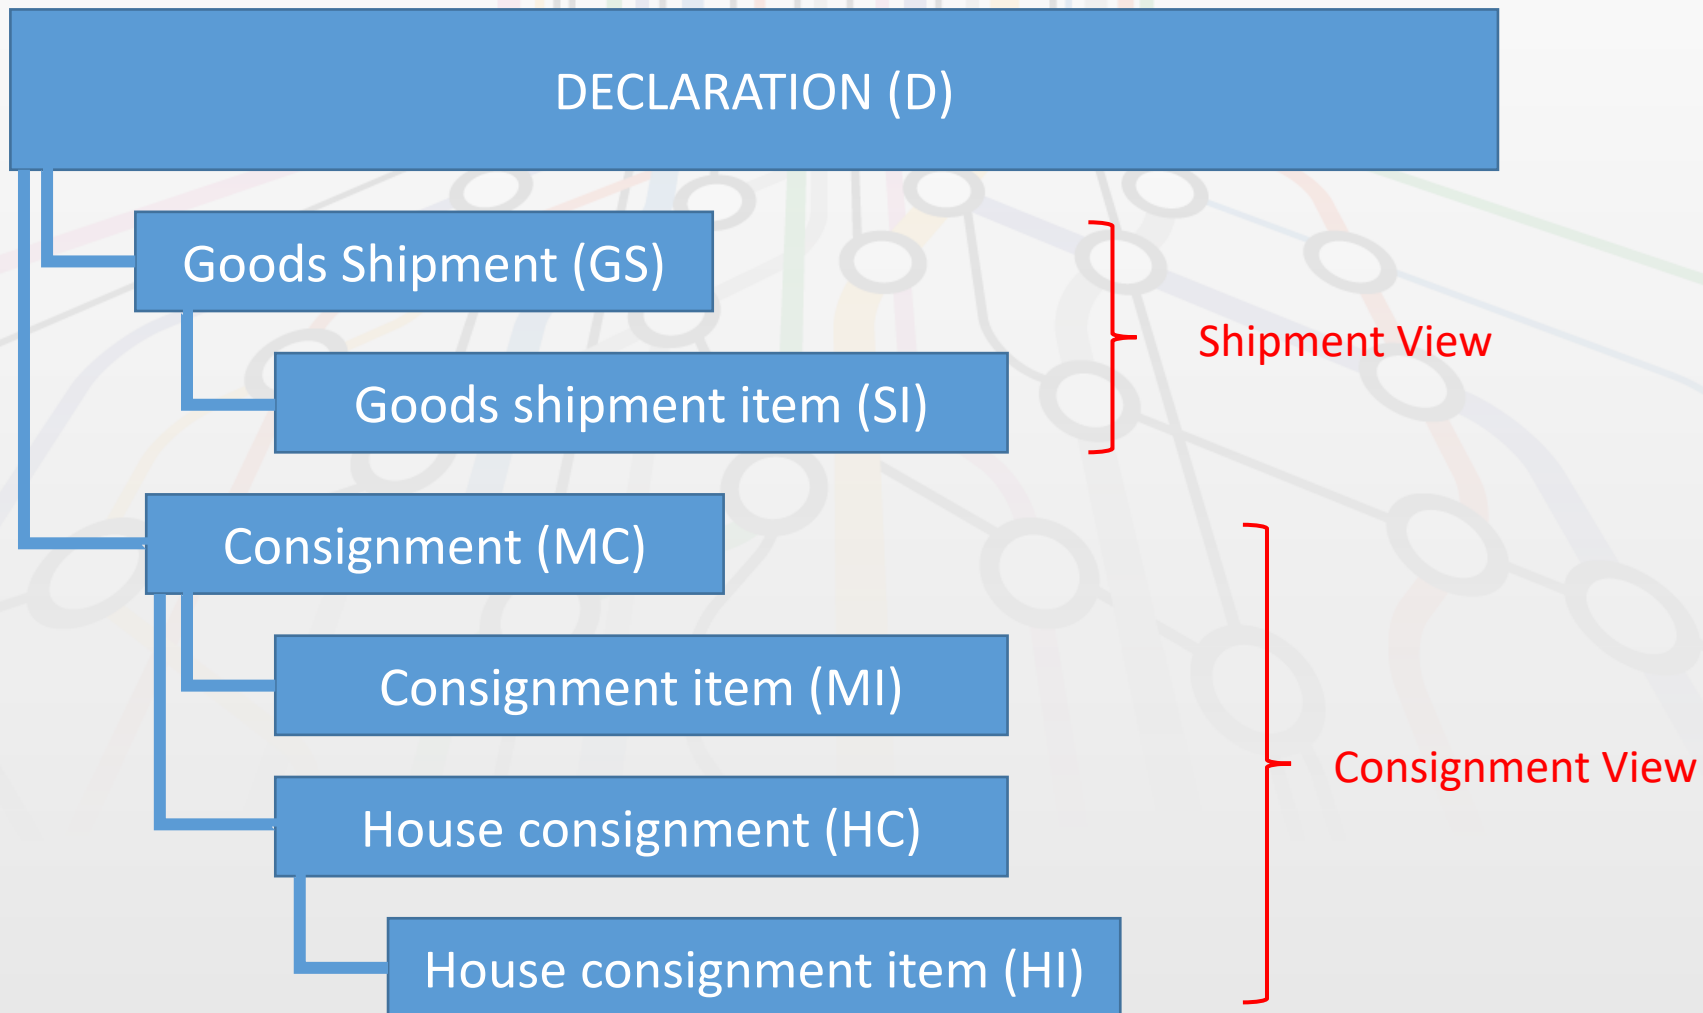 DECLARATION (D)
Goods Shipment (GS)
Shipment View
Goods shipment item (SI)
Consignment (MC)
Consignment item (MI)
Consignment View
House consignment (HC)
House consignment item (HI)